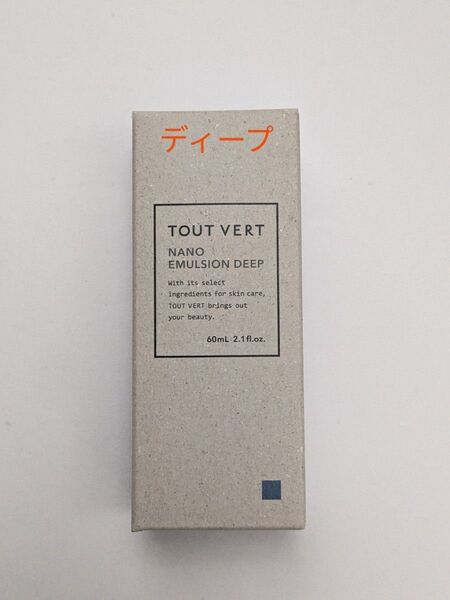 ディープ
TOUT VERT
NANO
EMULSION DEEP
With its select
ingredients for skin care,
TOUT VERT brings out
your beauty.
60mL 2.1fl.oz.